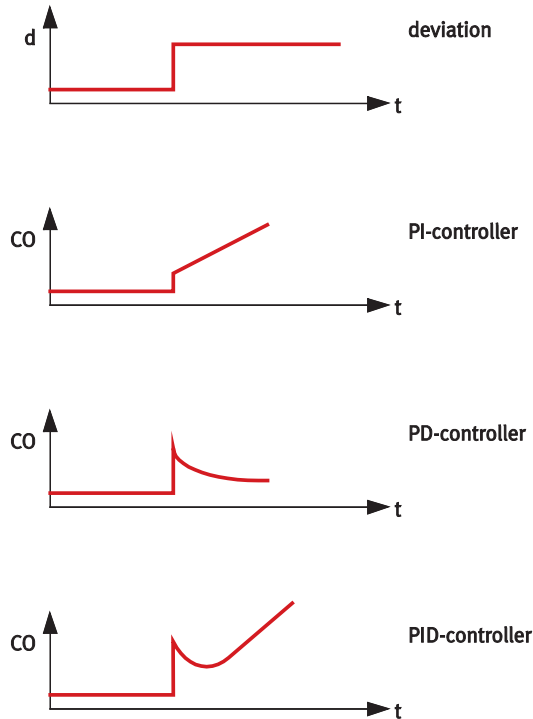 d
deviation
t
CO
PI-controller
t
CO
PD-controller
t
CO
PID-controller
t